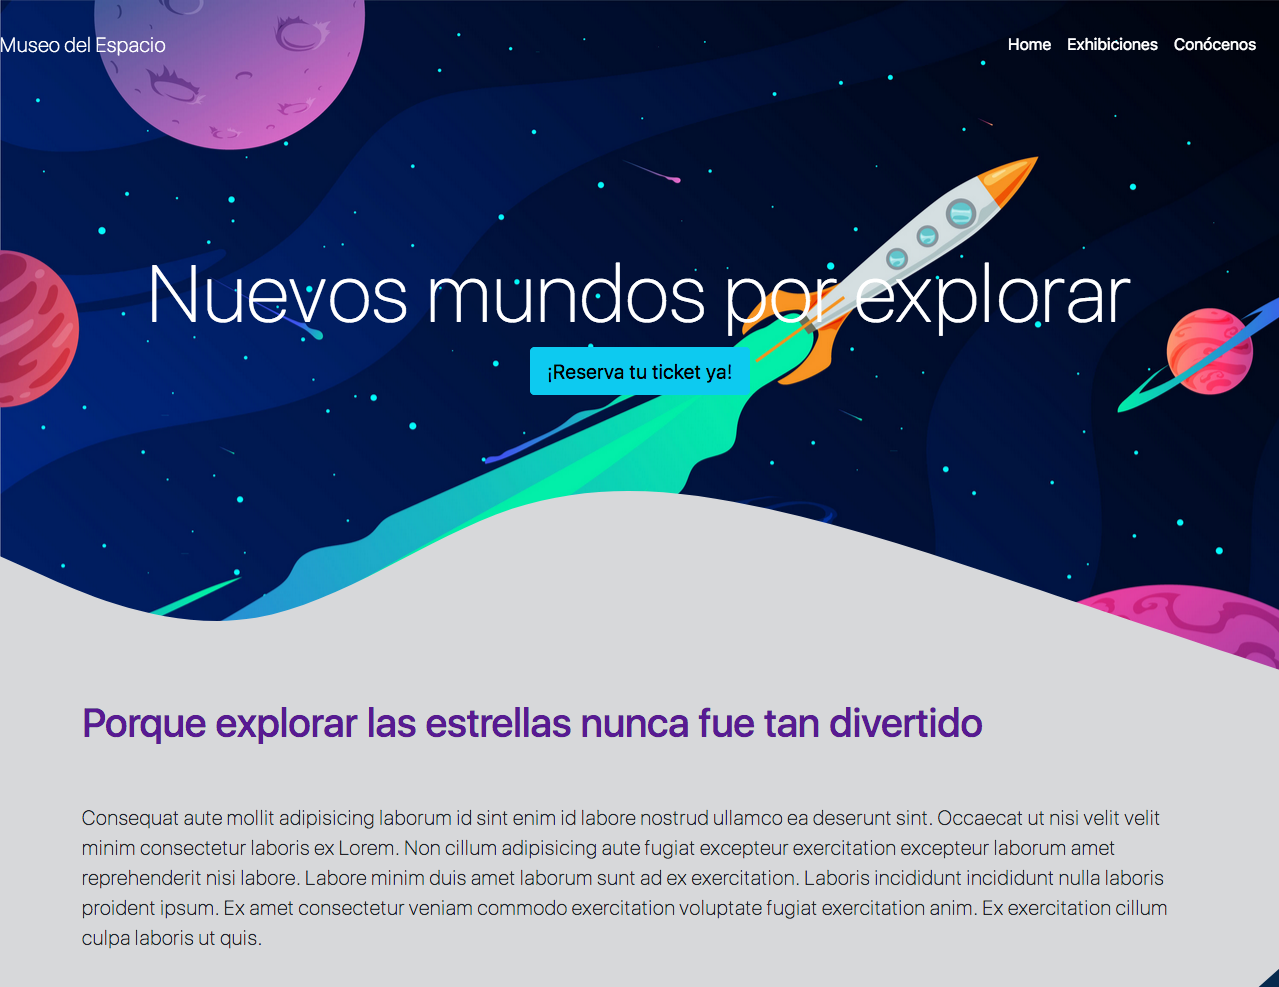 Museo del Espacio
Home Exhibiciones Conócenos
Nuevos mundos por explorar
¡Reserva tu ticket ya!
Porque explorar las estrellas nunca fue tan divertido
Consequat aute mollit adipisicing laborum id sint enim id labore nostrud ullamco ea deserunt sint. Occaecat ut nisi velit velit
minim consectetur laboris ex Lorem. Non cillum adipisicing aute fugiat excepteur exercitation excepteur laborum amet
reprehenderit nisi labore. Labore minim duis amet laborum sunt ad ex exercitation. Laboris incididunt incididunt nulla laboris
proident ipsum. Ex amet consectetur veniam commodo exercitation voluptate fugiat exercitation anim. Ex exercitation cillum
culpa laboris ut quis.